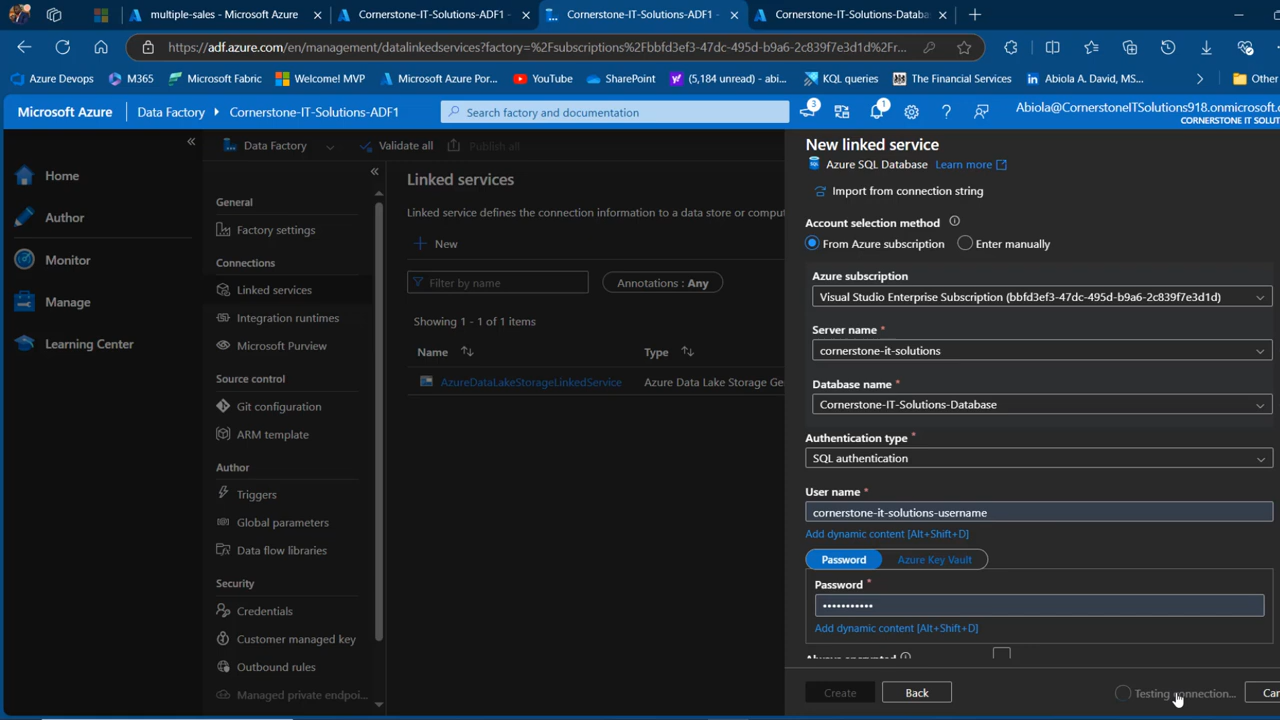 multiple-sales - Microsoft Azure
Cornerstone-IT-Solutions-ADF1 -
Cornerstone-IT-Solutions-ADF1 -
Cornerstone-IT-Solutions-Databa
https://adf.azure.com/en/management/datalinkedservices?factory=%2Fsubscriptions%2Fbbfd3ef3-47dc-495d-b9a6-2c839f7e3d1d%2Fr...
Azure Devops
M365
Microsoft Fabric
Welcome! MVP
Microsoft Azure Por...
YouTube
SharePoint
(5,184 unread) - abi...
KQL queries
The Financial Services
Abiola A. David, MS...
Other
Microsoft Azure
Data Factory
Cornerstone-IT-Solutions-ADF1
Search factory and documentation
3
1
Abiola@CornerstoneITSolutions918.onmicrosoft.c
CORNERSTONE IT SOLUT
Home
Author
Monitor
Manage
Learning Center
Data Factory
Validate all
Publish all
General
Factory settings
Connections
Linked services
Integration runtimes
Microsoft Purview
Source control
Git configuration
ARM template
Author
Triggers
Global parameters
Data flow libraries
Security
Credentials
Customer managed key
Outbound rules
Managed private endpoi...
Linked services
Linked service defines the connection information to a data store or compu
New
Filter by name
Annotations : Any
Showing 1 - 1 of 1 items
Name
Type
AzureDataLakeStorageLinkedService
Azure Data Lake Storage Ge
New linked service
Azure SQL Database Learn more
Import from connection string
Account selection method
From Azure subscription
Enter manually
Azure subscription
Visual Studio Enterprise Subscription (bbfd3ef3-47dc-495d-b9a6-2c839f7e3d1d)
Server name *
cornerstone-it-solutions
Database name *
Cornerstone-IT-Solutions-Database
Authentication type *
SQL authentication
User name *
cornerstone-it-solutions-username
Add dynamic content [Alt+Shift+D]
Password
Azure Key Vault
Password *
•••••••••••
Add dynamic content [Alt+Shift+D]
Always encrypted
Create
Back
Testing connection...
Can